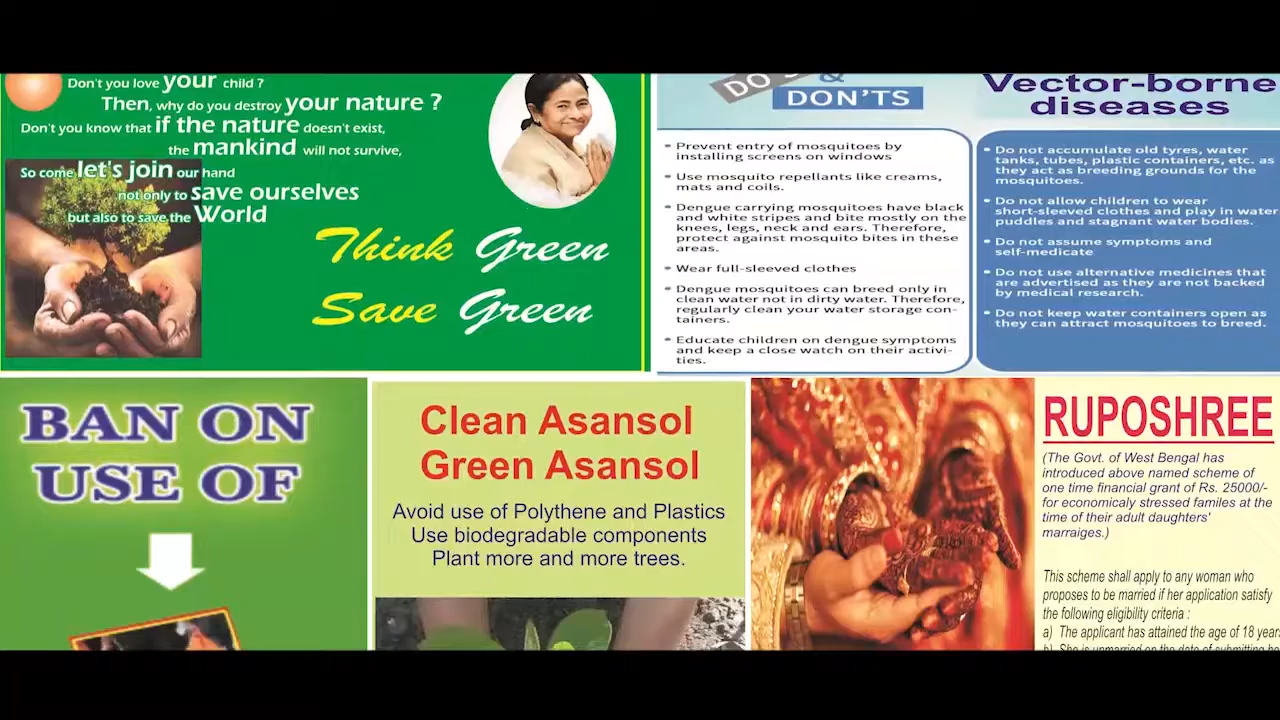 Don't you love your child ?
Then, why do you destroy your nature ?
Don't you know that if the nature doesn't exist,
the mankind will not survive,
So come let's join our hand
not only to save ourselves
but also to save the World
Think Green
Save Green
&
DON'TS
• Prevent entry of mosquitoes by
installing screens on windows
• Use mosquito repellants like creams,
mats and coils.
• Dengue carrying mosquitoes have black
and white stripes and bite mostly on the
knees, legs, neck and ears. Therefore,
protect against mosquito bites in these
areas.
• Wear full-sleeved clothes
• Dengue mosquitoes can breed only in
clean water not in dirty water. Therefore,
regularly clean your water storage con-
tainers.
• Educate children on dengue symptoms
and keep a close watch on their activi-
ties.
Vector-borne
diseases
• Do not accumulate old tyres, water
tanks, tubes, plastic containers, etc. as
they act as breeding grounds for the
mosquitoes.
• Do not allow children to wear
short-sleeved clothes and play in water
puddles and stagnant water bodies.
• Do not assume symptoms and
self-medicate
• Do not use alternative medicines that
are advertised as they are not backed
by medical research.
• Do not keep water containers open as
they can attract mosquitoes to breed.
BAN ON
USE OF
Clean Asansol
Green Asansol
Avoid use of Polythene and Plastics
Use biodegradable components
Plant more and more trees.
RUPOSHREE
(The Govt. of West Bengal has
introduced above named scheme of
one time financial grant of Rs. 25000/-
for economicaly stressed familes at the
time of their adult daughters'
marraiges.)
This scheme shall apply to any woman who
proposes to be married if her application satisfy
the following eligibility criteria :
a) The applicant has attained the age of 18 years